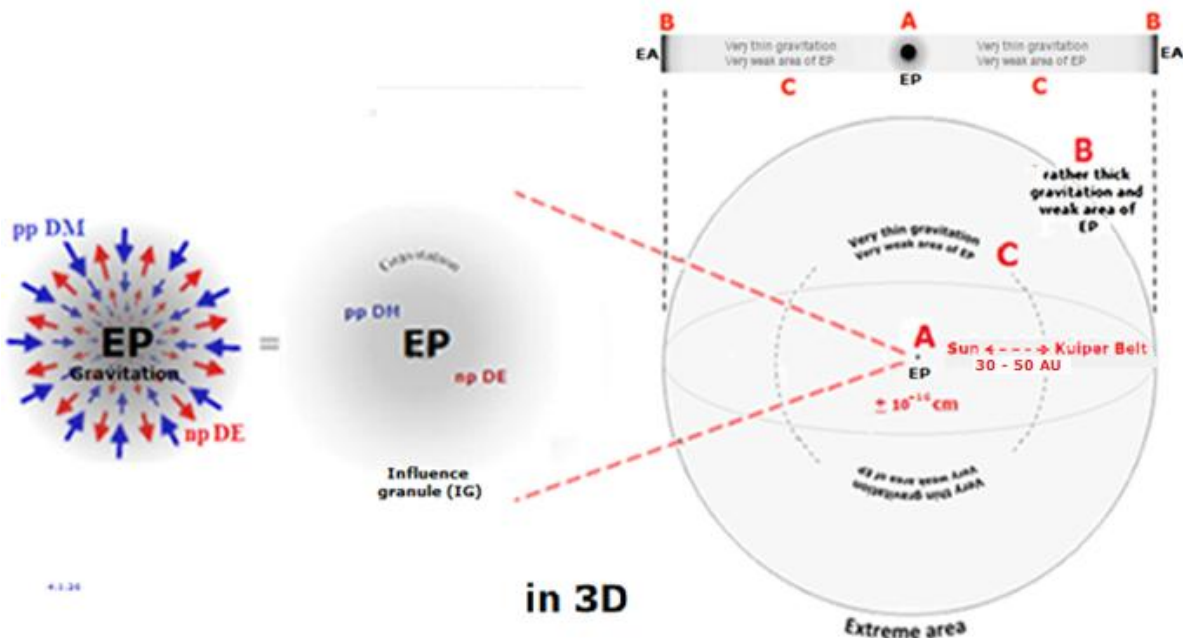 B
A
B
EA
Very thin gravitation
Very weak area of EP
Very thin gravitation
Very weak area of EP
EA
EP
C
C
B
rather thick
gravitation and
weak area of
EP
pp DM
EP
Gravitation
np DE
=
Gravitation
pp DM
EP
np DE
Influence
granule (IG)
Very thin gravitation
Very weak area of EP
C
A
EP
Sun Kuiper Belt
30 - 50 AU
± 10⁻¹⁶ cm
Very weak area of EP
Very thin gravitation
in 3D
Extreme area